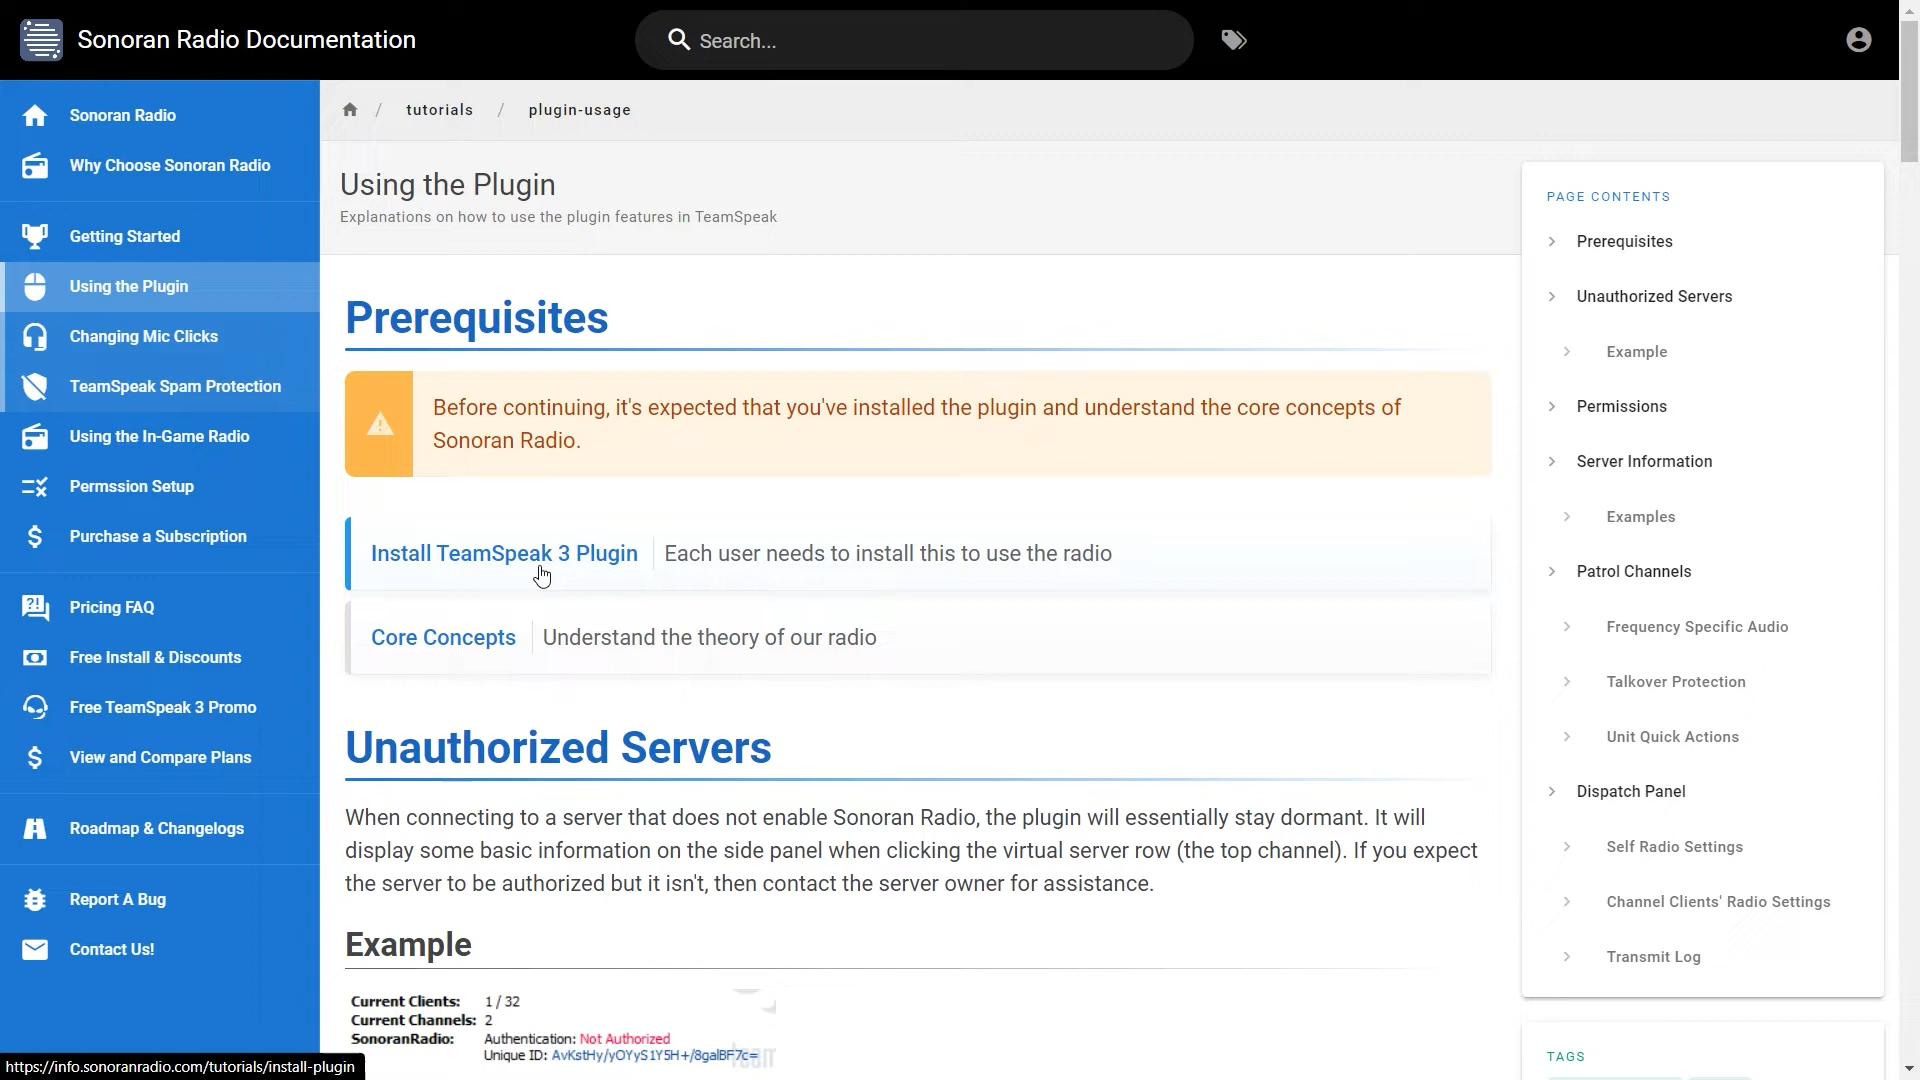 Sonoran Radio Documentation
Search...
Sonoran Radio
Why Choose Sonoran Radio
Getting Started
Using the Plugin
Changing Mic Clicks
TeamSpeak Spam Protection
Using the In-Game Radio
Permssion Setup
Purchase a Subscription
Pricing FAQ
Free Install & Discounts
Free TeamSpeak 3 Promo
View and Compare Plans
Roadmap & Changelogs
Report A Bug
Contact Us!
tutorials / plugin-usage
Using the Plugin
Explanations on how to use the plugin features in TeamSpeak
Prerequisites
Before continuing, it's expected that you've installed the plugin and understand the core concepts of
Sonoran Radio.
Install TeamSpeak 3 Plugin Each user needs to install this to use the radio
Core Concepts Understand the theory of our radio
Unauthorized Servers
When connecting to a server that does not enable Sonoran Radio, the plugin will essentially stay dormant. It will
display some basic information on the side panel when clicking the virtual server row (the top channel). If you expect
the server to be authorized but it isn't, then contact the server owner for assistance.
Example
Current Clients: 1 / 32
Current Channels: 2
SonoranRadio: Authentication: Not Authorized
Unique ID: AvKstHy/yOYyS1Y5H+/8galBF7c=
PAGE CONTENTS
Prerequisites
Unauthorized Servers
Example
Permissions
Server Information
Examples
Patrol Channels
Frequency Specific Audio
Talkover Protection
Unit Quick Actions
Dispatch Panel
Self Radio Settings
Channel Clients' Radio Settings
Transmit Log
TAGS
https://info.sonoranradio.com/tutorials/install-plugin